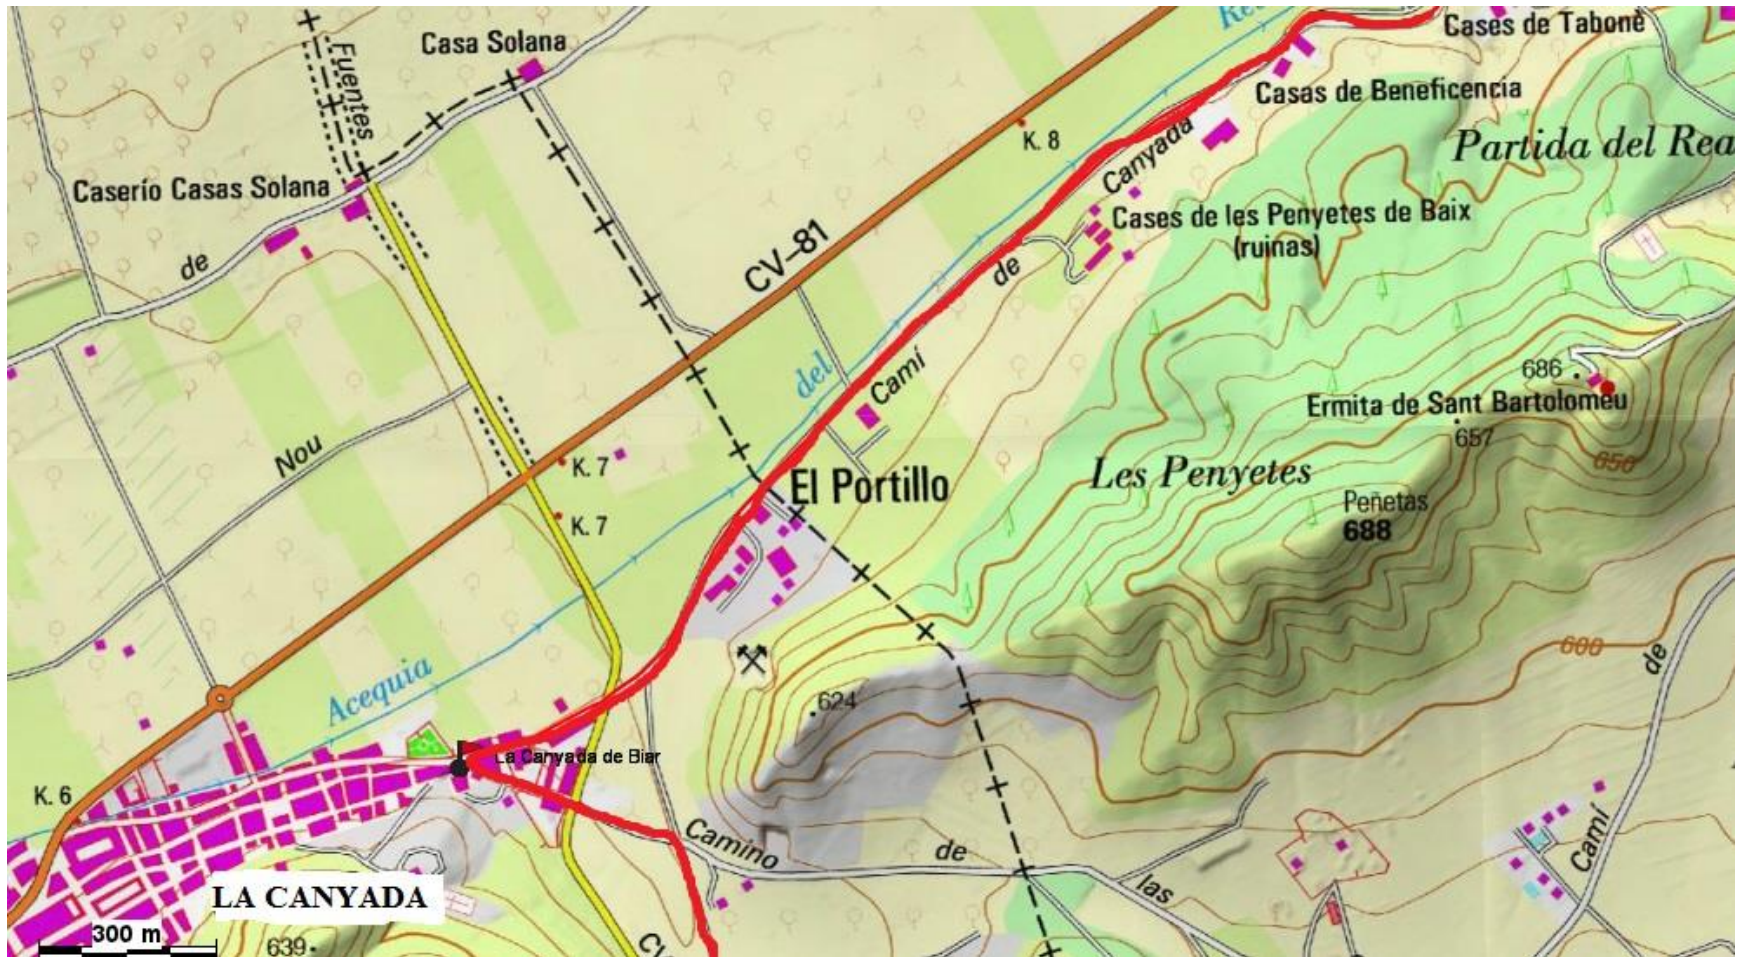 Casa Solana
Cases de Tabone
Fuentes
K. 8
Casas de Beneficencia
Partida del Rea
Canyada
Caserio Casas Solana
Cases de les Penyetes de Baix
(ruinas)
CV-81
de
de
686
Camí
del
Ermita de Sant Bartolomeu
657
Nou
K. 7
650
Les Penyetes
El Portillo
Peñetas
688
K. 7
600
de
Acequia
624
La Canyada de Biar
K. 6
Camino
de
Camí
las
LA CANYADA
300 m
639